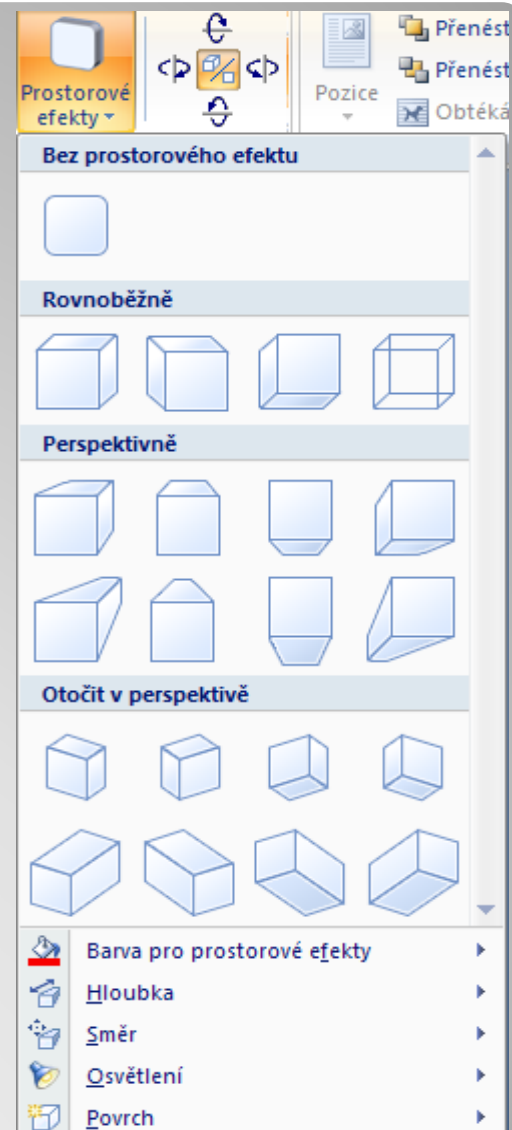 Prostorové
efekty
Pozice
Přenést
Přenést
Obtéká
Bez prostorového efektu
Rovnoběžně
Perspektivně
Otočit v perspektivě
Barva pro prostorové efekty
Hloubka
Směr
Osvětlení
Povrch